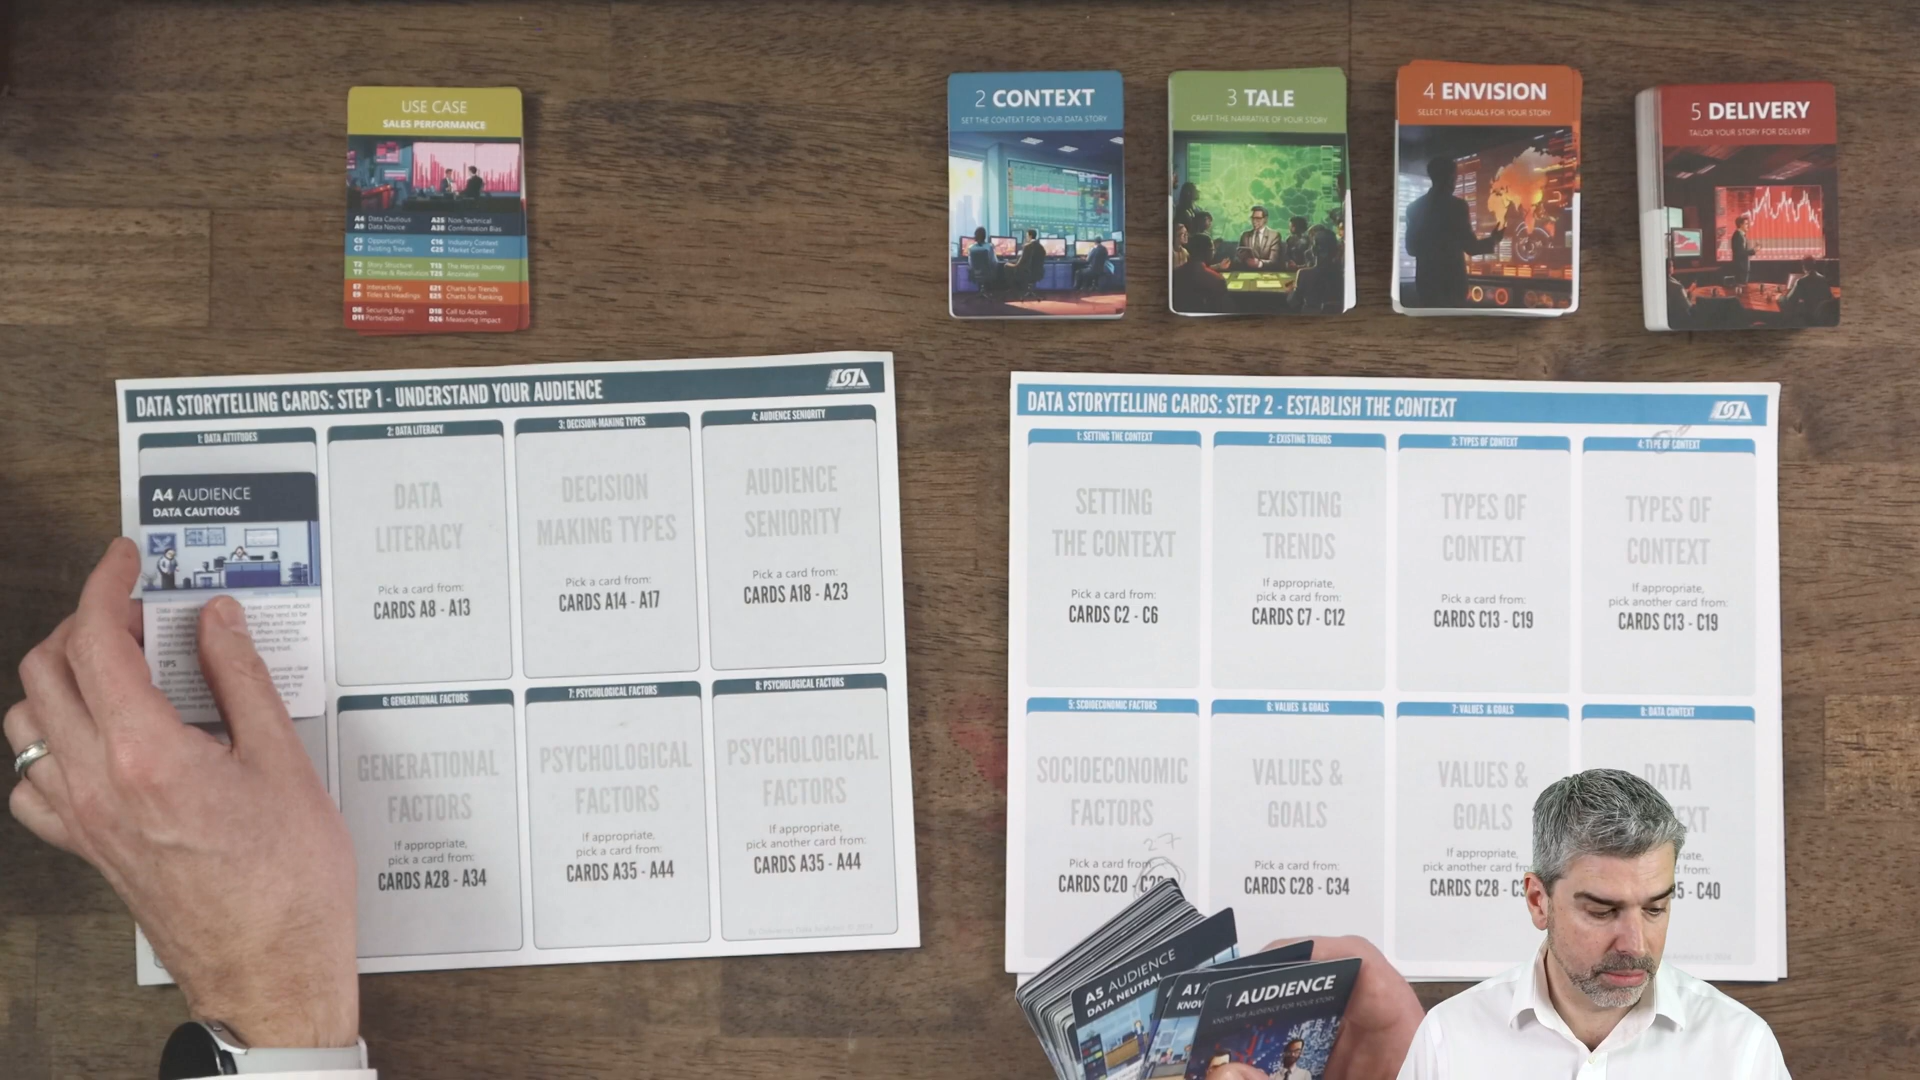 USE CASE
SALES PERFORMANCE
A4 Data Cautious
A9 Data Novice
A25 Non-Technical
A38 Confirmation Bias
C5 Opportunity
C7 Existing Trends
C16 Industry Context
C25 Market Context
T2 Story Structure
T7 Climax & Resolution
T15 The Hero's Journey
T25 Anomalies
E7 Interactivity
E9 Titles & Headings
E21 Charts for Trends
E25 Charts for Ranking
D8 Securing Buy-in
D11 Participation
D18 Call to Action
D26 Measuring Impact
2 CONTEXT
SET THE CONTEXT FOR YOUR DATA STORY
3 TALE
CRAFT THE NARRATIVE OF YOUR STORY
4 ENVISION
SELECT THE VISUALS FOR YOUR STORY
5 DELIVERY
TAILOR YOUR STORY FOR DELIVERY
DATA STORYTELLING CARDS: STEP 1 - UNDERSTAND YOUR AUDIENCE
1: DATA ATTITUDES
2: DATA LITERACY
3: DECISION-MAKING TYPES
4: AUDIENCE SENIORITY
A4 AUDIENCE
DATA CAUTIOUS
TIPS
DATA
LITERACY
Pick a card from:
CARDS A8 - A13
DECISION
MAKING TYPES
Pick a card from:
CARDS A14 - A17
AUDIENCE
SENIORITY
Pick a card from:
CARDS A18 - A23
6: GENERATIONAL FACTORS
7: PSYCHOLOGICAL FACTORS
8: PSYCHOLOGICAL FACTORS
GENERATIONAL
FACTORS
If appropriate,
pick a card from:
CARDS A28 - A34
PSYCHOLOGICAL
FACTORS
If appropriate,
pick a card from:
CARDS A35 - A44
PSYCHOLOGICAL
FACTORS
If appropriate,
pick another card from:
CARDS A35 - A44
DATA STORYTELLING CARDS: STEP 2 - ESTABLISH THE CONTEXT
1: SETTING THE CONTEXT
2: EXISTING TRENDS
3: TYPES OF CONTEXT
4: TYPE OF CONTEXT
SETTING
THE CONTEXT
Pick a card from:
CARDS C2 - C6
EXISTING
TRENDS
If appropriate,
pick a card from:
CARDS C7 - C12
TYPES OF
CONTEXT
Pick a card from:
CARDS C13 - C19
TYPES OF
CONTEXT
If appropriate,
pick another card from:
CARDS C13 - C19
5: SOCIOECONOMIC FACTORS
6: VALUES & GOALS
7: VALUES & GOALS
8: DATA CONTEXT
SOCIOECONOMIC
FACTORS
27
Pick a card from:
CARDS C20 -
VALUES &
GOALS
Pick a card from:
CARDS C28 - C34
VALUES &
GOALS
If appropriate,
pick another card
CARDS C28 -
DATA
C40
A5 AUDIENCE
DATA NEUTRAL
A1
KNOW
1 AUDIENCE
KNOW THE AUDIENCE FOR YOUR STORY